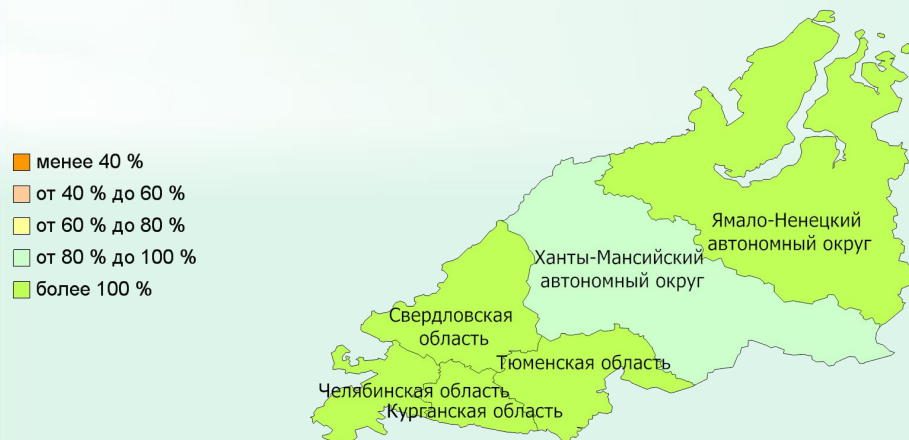 менее 40 %
от 40 % до 60 %
от 60 % до 80 %
от 80 % до 100 %
более 100 %
Ямало-Ненецкий
автономный округ
Ханты-Мансийский
автономный округ
Свердловская
область
Тюменская область
Челябинская область
Курганская область